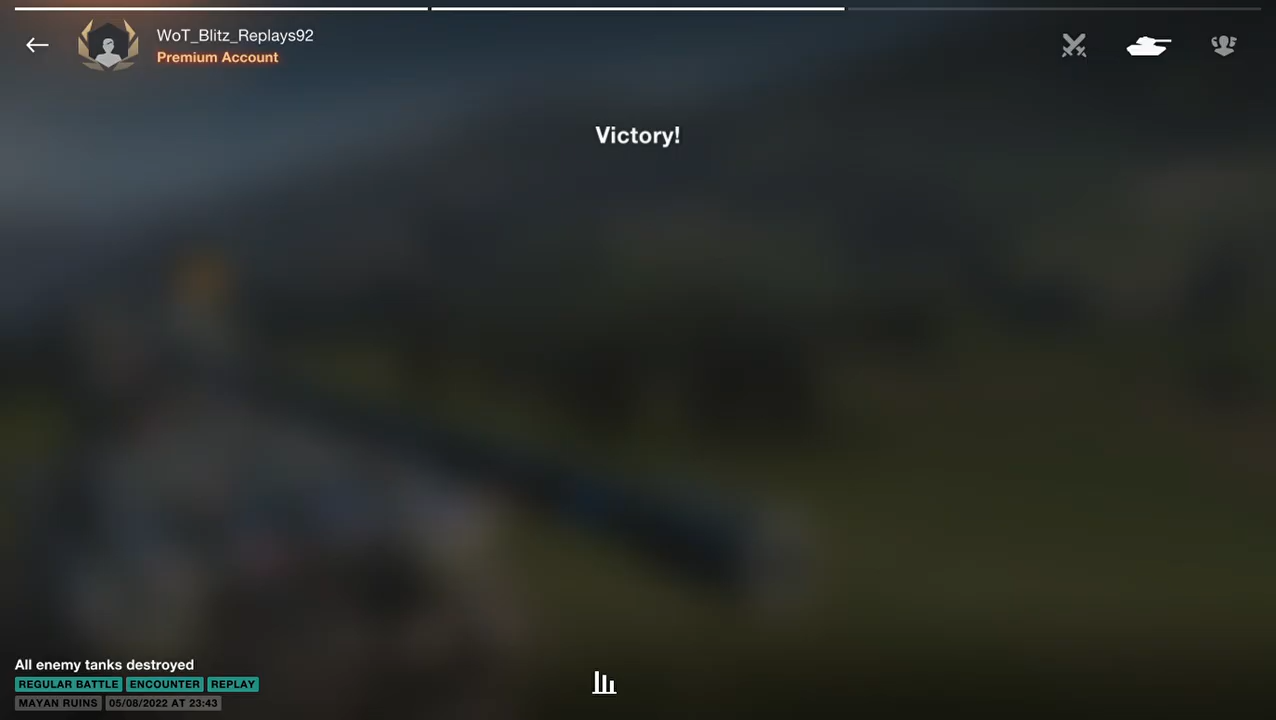 WoT_Blitz_Replays92
Premium Account
Victory!
All enemy tanks destroyed
REGULAR BATTLE ENCOUNTER REPLAY
MAYAN RUINS 05/08/2022 AT 23:43